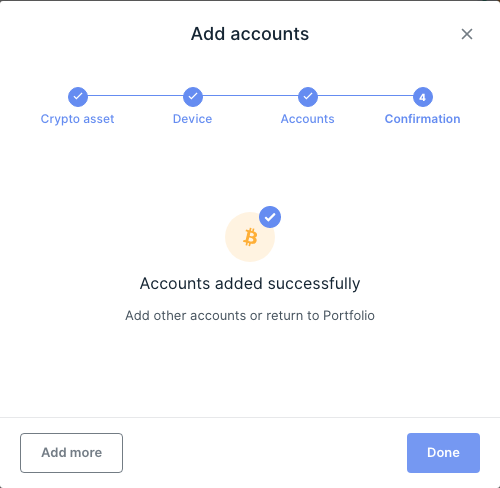 Add accounts
Crypto asset
Device
Accounts
4
Confirmation
Accounts added successfully
Add other accounts or return to Portfolio
Add more
Done